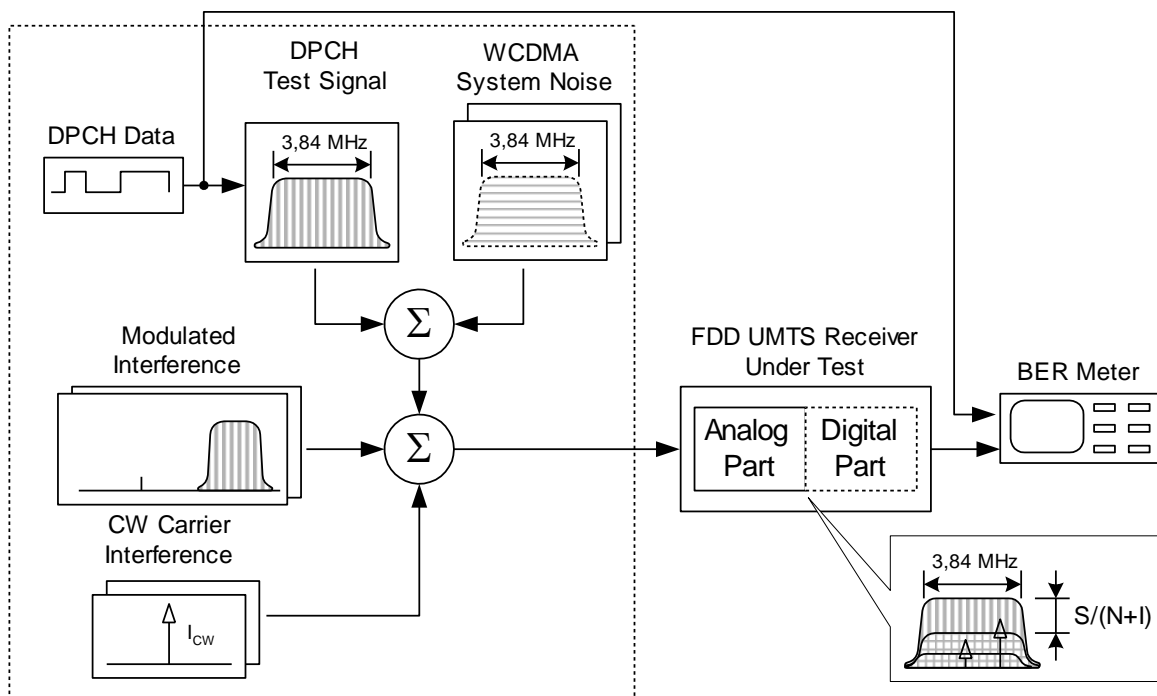 DPCH
Test Signal
WCDMA
System Noise
DPCH Data
3,84 MHz
3,84 MHz
Σ
Modulated
Interference
FDD UMTS Receiver
Under Test
BER Meter
Σ
Analog
Part
Digital
Part
CW Carrier
Interference
I_CW
3,84 MHz
S/(N+I)